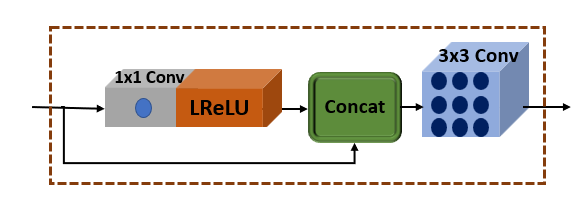 3x3 Conv
1x1 Conv
LReLU
Concat